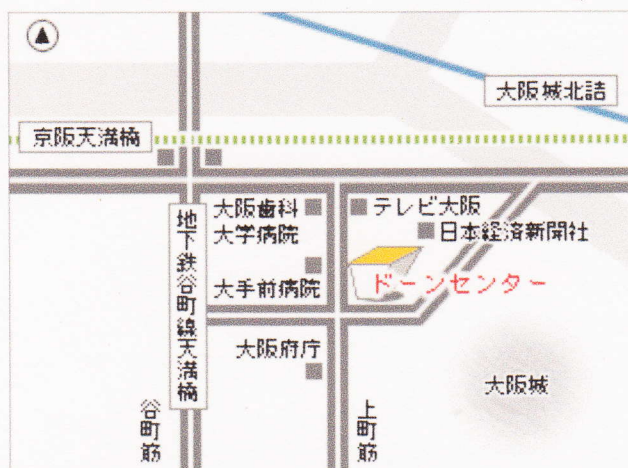 大阪城北詰
京阪天満橋
地下鉄谷町線天満橋
大阪歯科
大学病院
テレビ大阪
日本経済新聞社
大手前病院
ドーンセンター
大阪府庁
大阪城
谷町筋
上町筋